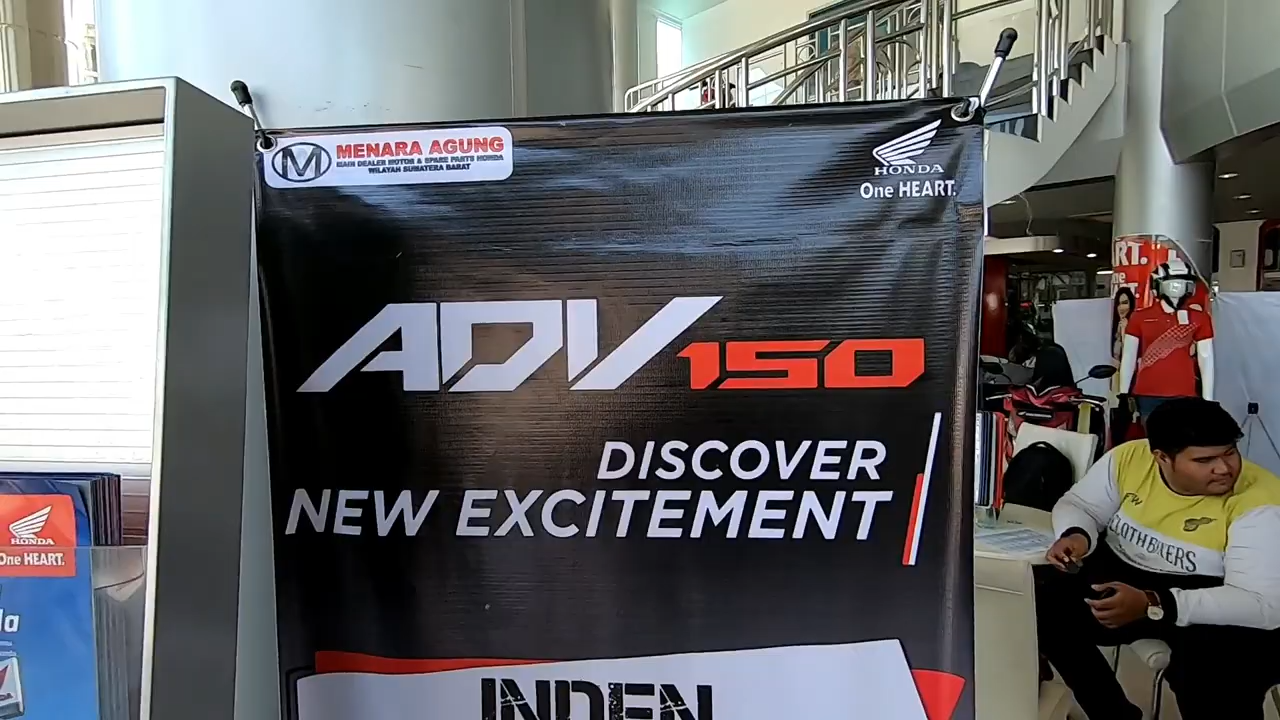 MENARA AGUNG
MAIN DEALER MOTOR & SPARE PARTS HONDA
WILAYAH SUMATERA BARAT
HONDA
One HEART.
ADV150
DISCOVER
NEW EXCITEMENT
INDEN
HONDA
One HEART.
RT.
CLOTH BIKERS